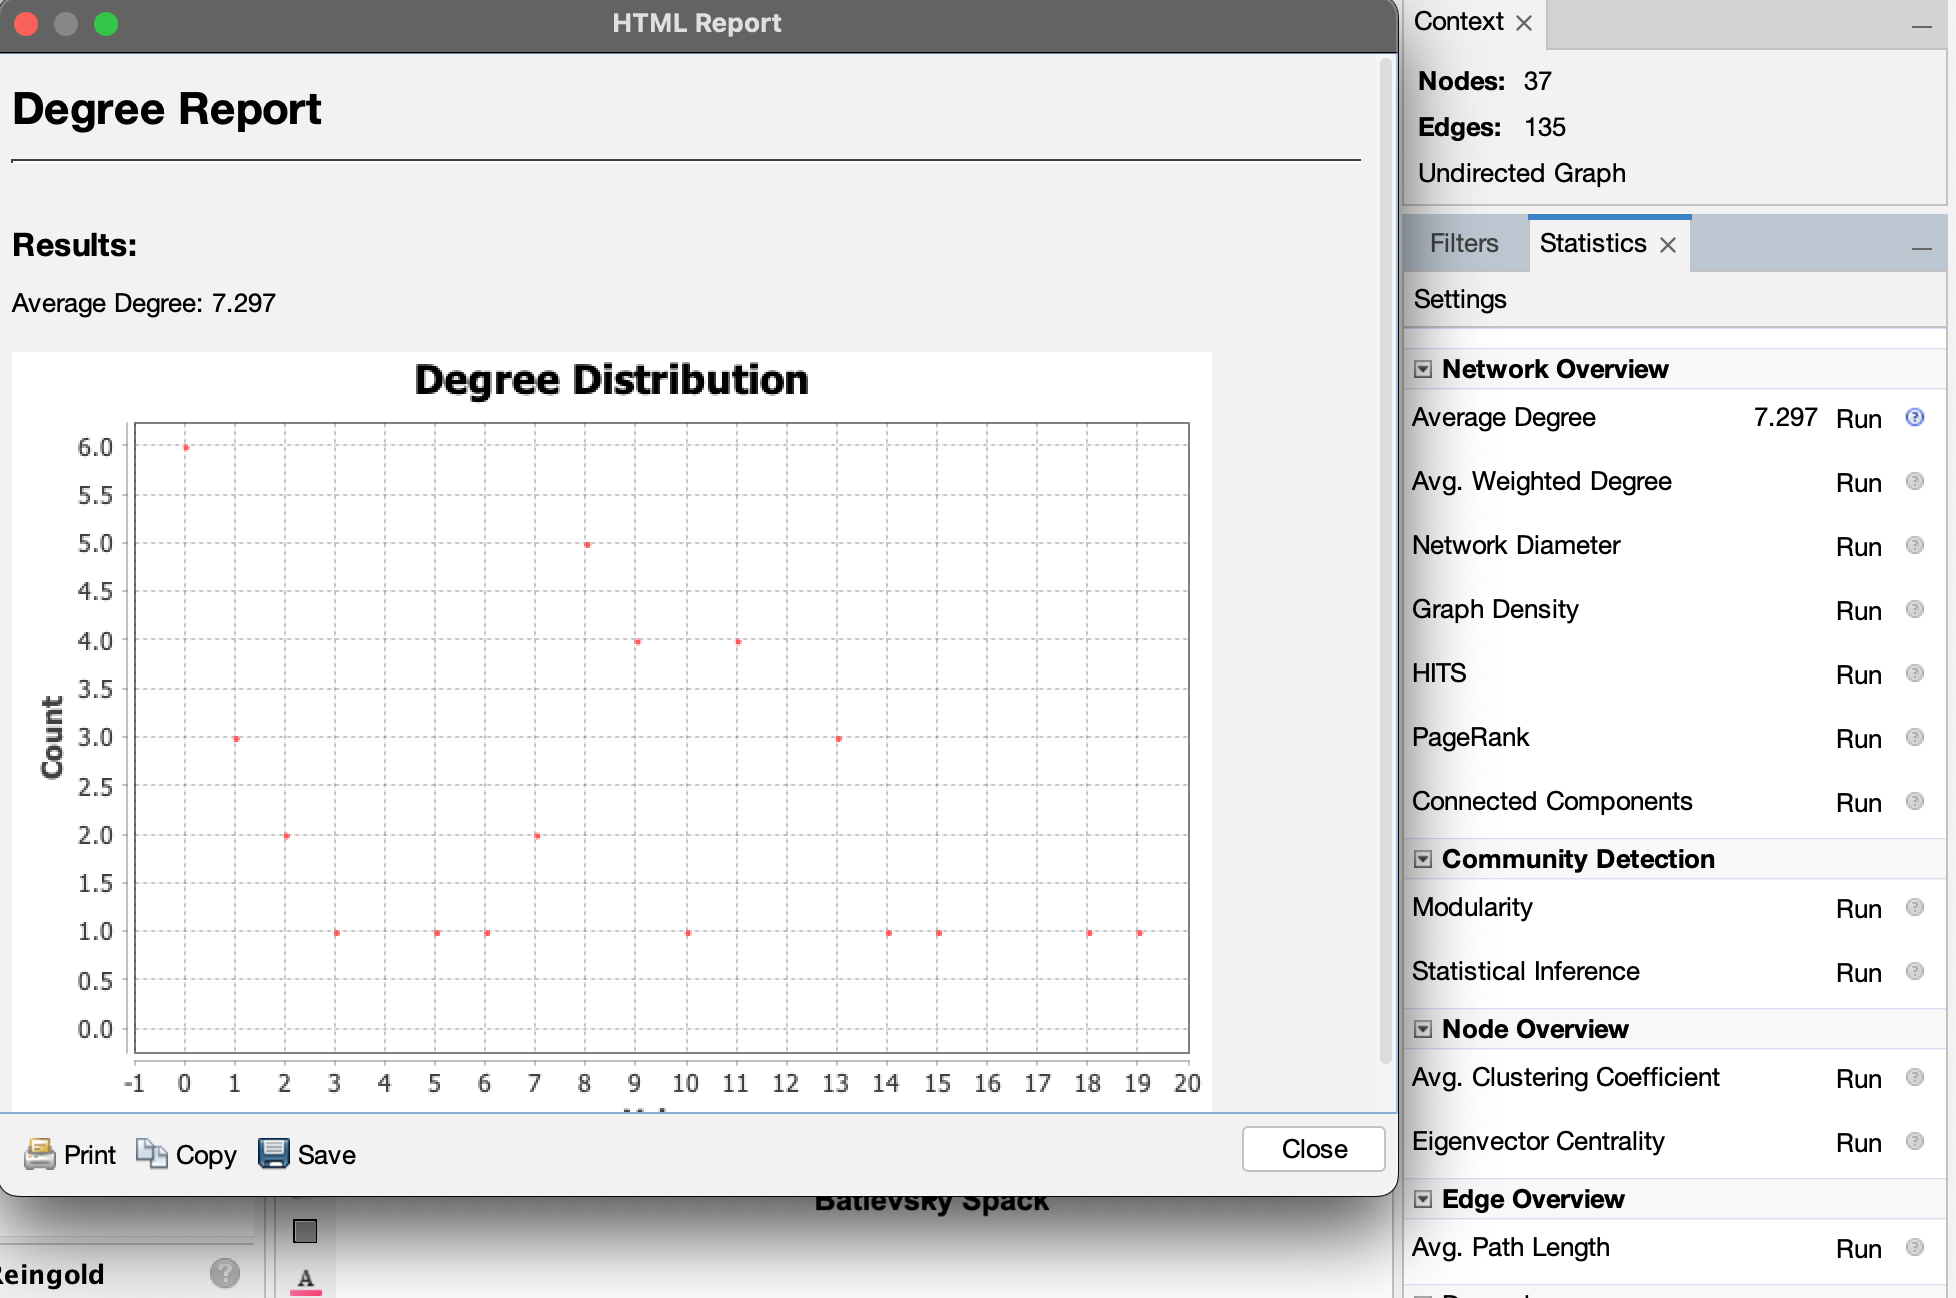 HTML Report
Degree Report
Results:
Average Degree: 7.297
Degree Distribution
Count
6.0
5.5
5.0
4.5
4.0
3.5
3.0
2.5
2.0
1.5
1.0
0.5
0.0
-1 0 1 2 3 4 5 6 7 8 9 10 11 12 13 14 15 16 17 18 19 20
Print Copy Save Close
Batievsky Spack
Reingold
A
Context
Nodes: 37
Edges: 135
Undirected Graph
Filters Statistics
Settings
Network Overview
Average Degree 7.297 Run
Avg. Weighted Degree Run
Network Diameter Run
Graph Density Run
HITS Run
PageRank Run
Connected Components Run
Community Detection
Modularity Run
Statistical Inference Run
Node Overview
Avg. Clustering Coefficient Run
Eigenvector Centrality Run
Edge Overview
Avg. Path Length Run